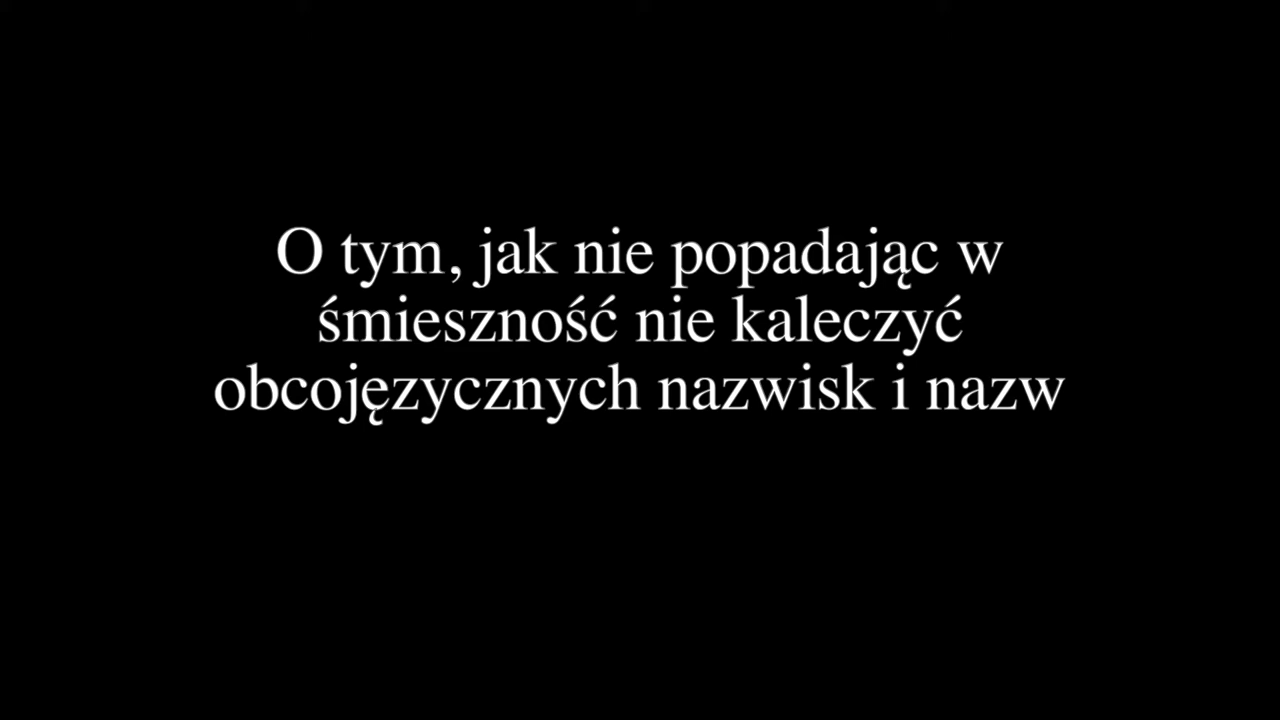 O tym, jak nie popadając w
śmieszność nie kaleczyć
obcojęzycznych nazwisk i nazw